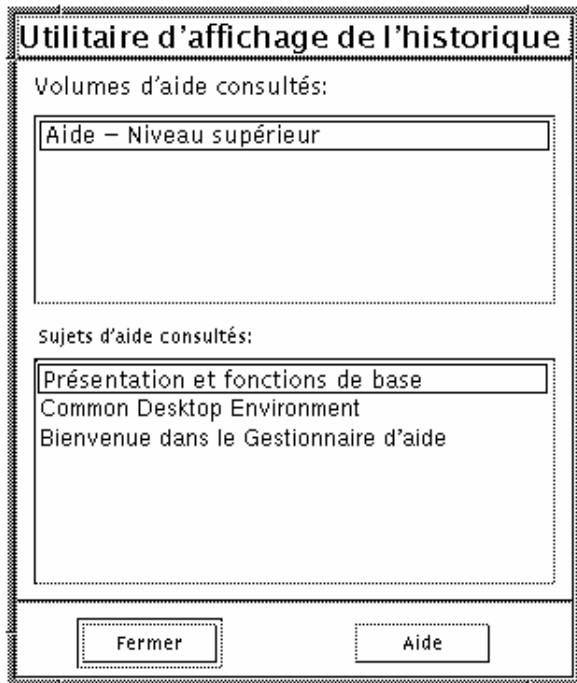 Utilitaire d'affichage de l'historique
Volumes d'aide consultés:
Aide – Niveau supérieur
Sujets d'aide consultés:
Présentation et fonctions de base
Common Desktop Environment
Bienvenue dans le Gestionnaire d'aide
Fermer
Aide